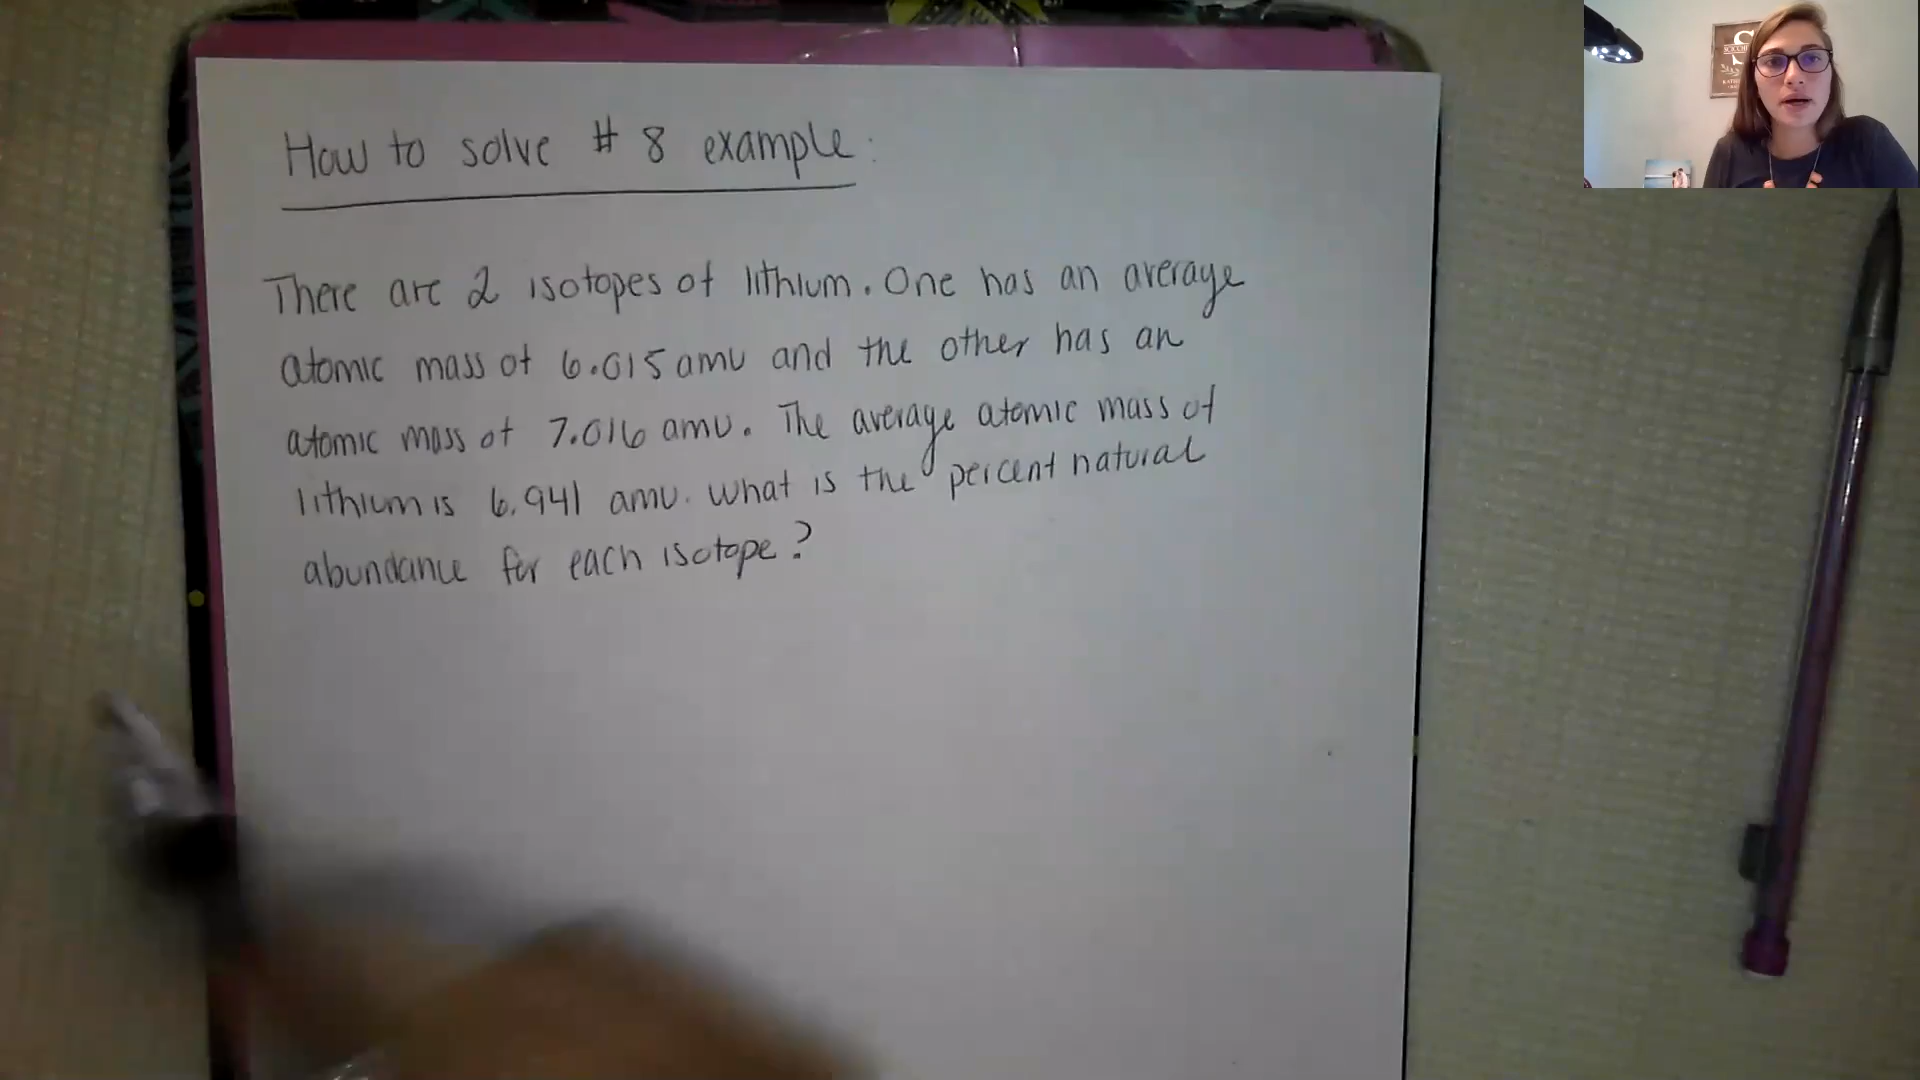 How to solve # 8 example:
There are 2 isotopes of lithium. One has an average
atomic mass of 6.015 amu and the other has an
atomic mass of 7.016 amu. The average atomic mass of
lithium is 6.941 amu. What is the percent natural
abundance for each isotope?
S